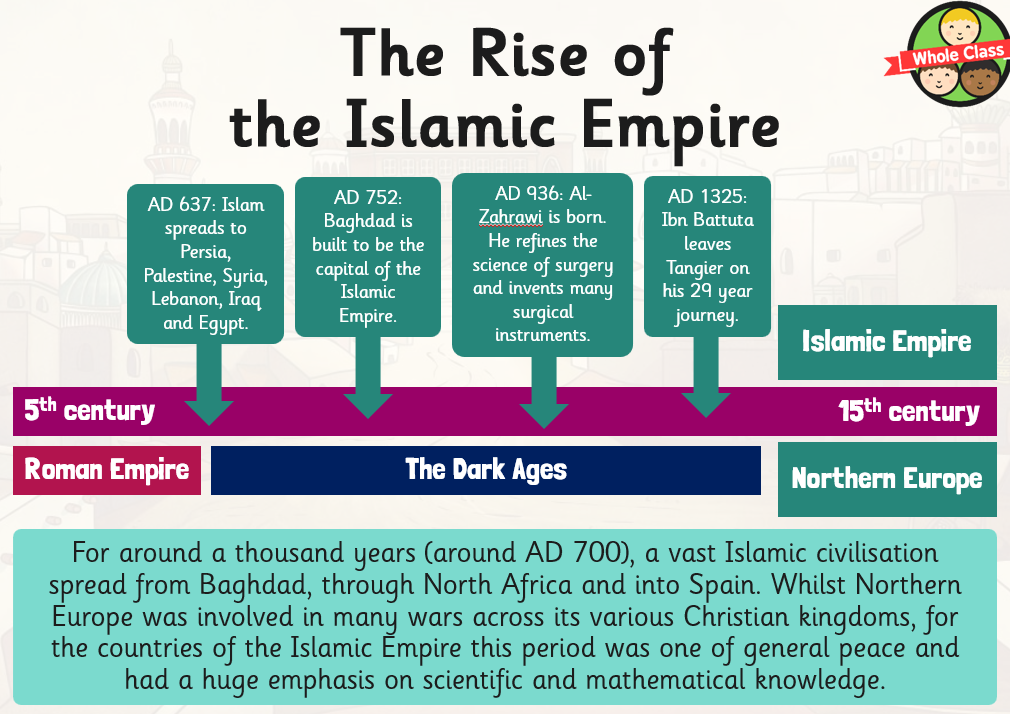 The Rise of
the Islamic Empire
Whole Class
AD 637: Islam
spreads to
Persia,
Palestine, Syria,
Lebanon, Iraq
and Egypt.
AD 752:
Baghdad is
built to be the
capital of the
Islamic
Empire.
AD 936: Al-
Zahrawi is born.
He refines the
science of surgery
and invents many
surgical
instruments.
AD 1325:
Ibn Battuta
leaves
Tangier on
his 29 year
journey.
Islamic Empire
5th century
15th century
Roman Empire
The Dark Ages
Northern Europe
For around a thousand years (around AD 700), a vast Islamic civilisation
spread from Baghdad, through North Africa and into Spain. Whilst Northern
Europe was involved in many wars across its various Christian kingdoms, for
the countries of the Islamic Empire this period was one of general peace and
had a huge emphasis on scientific and mathematical knowledge.